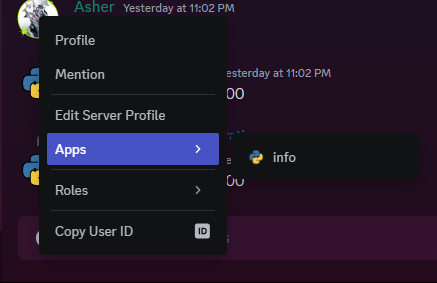 Asher Yesterday at 11:02 PM
Profile
Mention
esterday at 11:02 PM
00
Edit Server Profile
Apps
info
00
Roles
Copy User ID ID